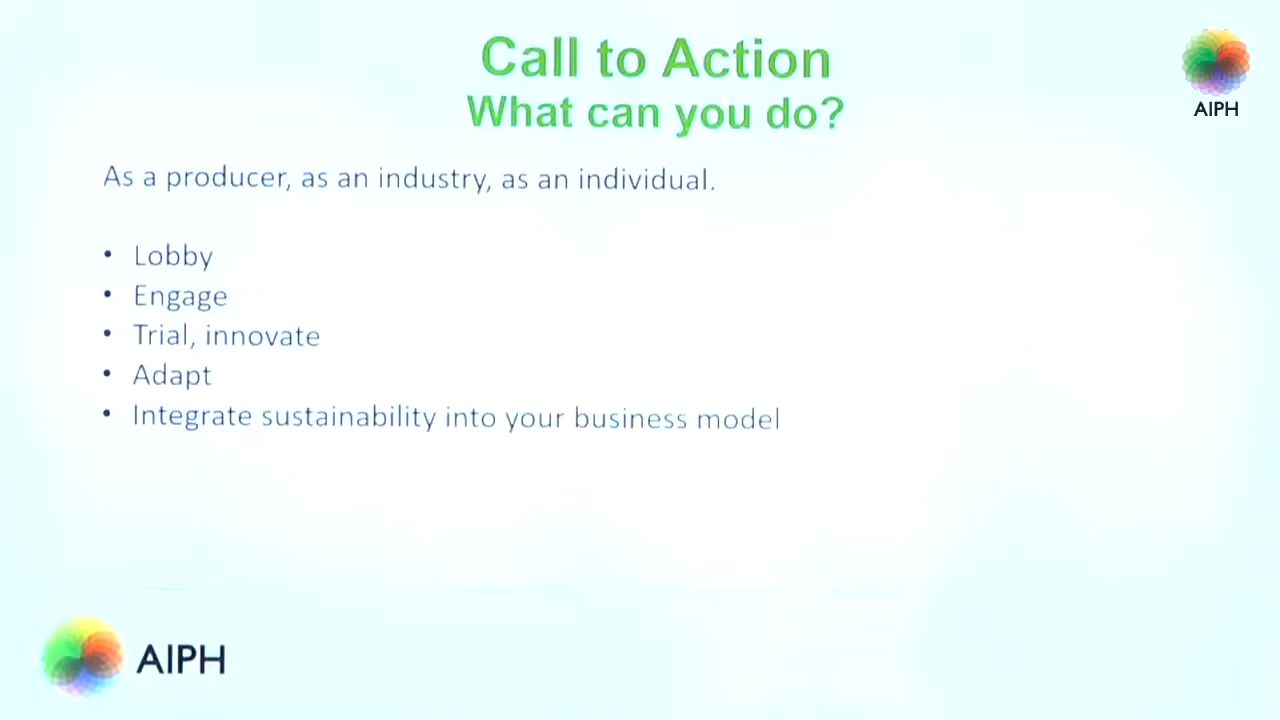 Call to Action
What can you do?
AIPH
As a producer, as an industry, as an individual.
• Lobby
• Engage
• Trial, innovate
• Adapt
• Integrate sustainability into your business model
AIPH